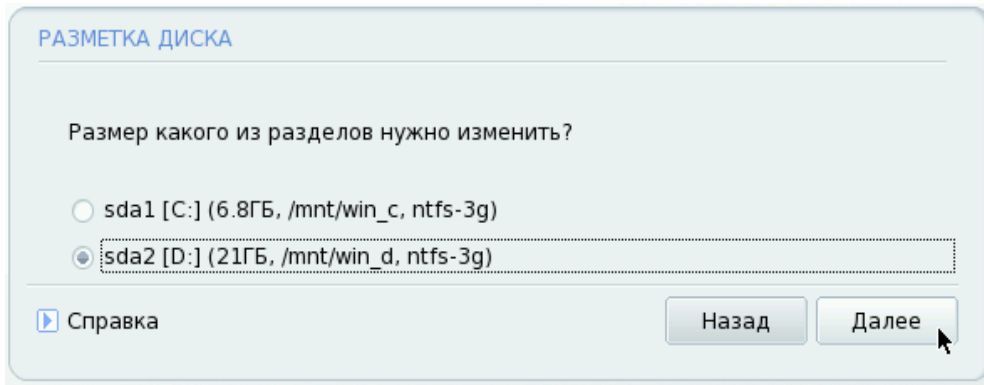 РАЗМЕТКА ДИСКА
Размер какого из разделов нужно изменить?
sda1 [C:] (6.8ГБ, /mnt/win_c, ntfs-3g)
sda2 [D:] (21ГБ, /mnt/win_d, ntfs-3g)
Справка
Назад
Далее